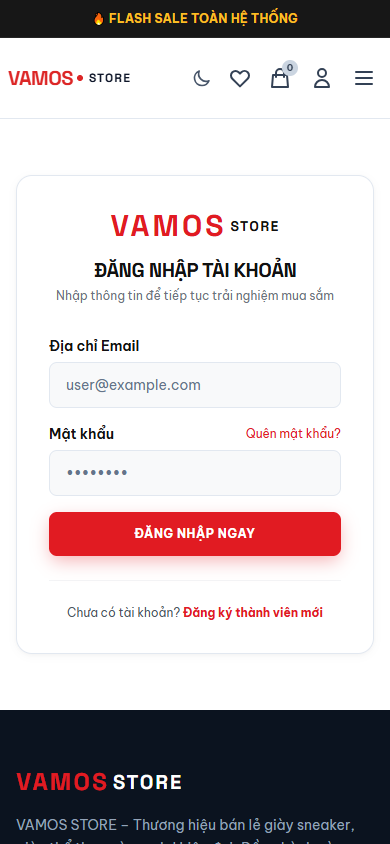 🔥 FLASH SALE TOÀN HỆ THỐNG
VAMOS • STORE
0
VAMOS STORE
ĐĂNG NHẬP TÀI KHOẢN
Nhập thông tin để tiếp tục trải nghiệm mua sắm
Địa chỉ Email
user@example.com
Mật khẩu
Quên mật khẩu?
••••••••
ĐĂNG NHẬP NGAY
Chưa có tài khoản? Đăng ký thành viên mới
VAMOS STORE
VAMOS STORE – Thương hiệu bán lẻ giày sneaker,